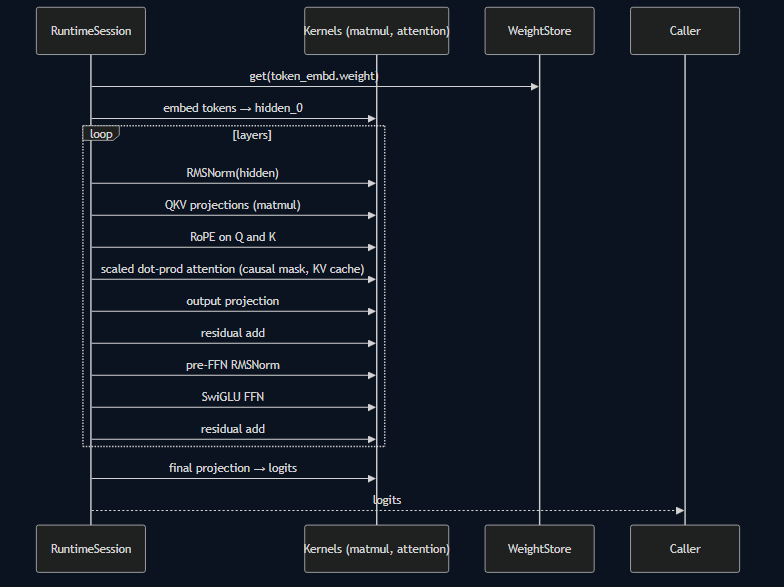 RuntimeSession
Kernels (matmul, attention)
WeightStore
Caller
get(token_embd.weight)
embed tokens → hidden_0
loop
[layers]
RMSNorm(hidden)
QKV projections (matmul)
RoPE on Q and K
scaled dot-prod attention (causal mask, KV cache)
output projection
residual add
pre-FFN RMSNorm
SwiGLU FFN
residual add
final projection → logits
logits
RuntimeSession
Kernels (matmul, attention)
WeightStore
Caller